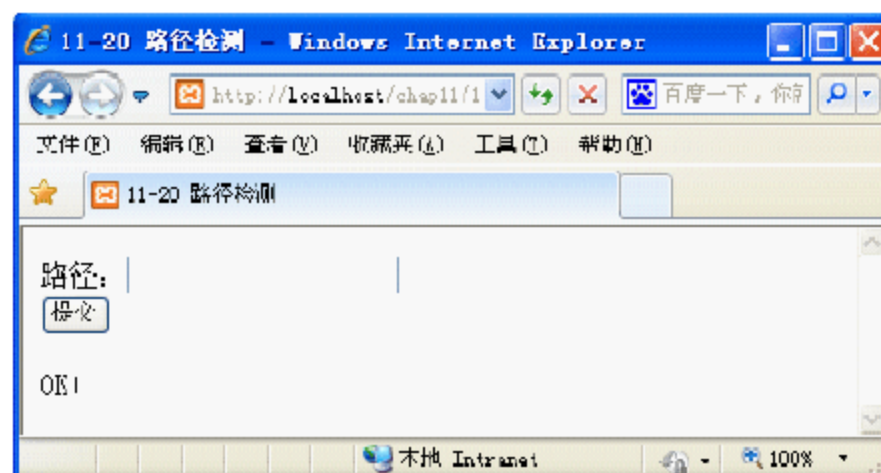 11-20 路径检测 - Windows Internet Explorer
http://localhost/chap11/1
百度一下，你
文件(F) 编辑(E) 查看(V) 收藏夹(A) 工具(T) 帮助(H)
11-20 路径检测
路径：
提交
OK!
本地 Intranet
100%